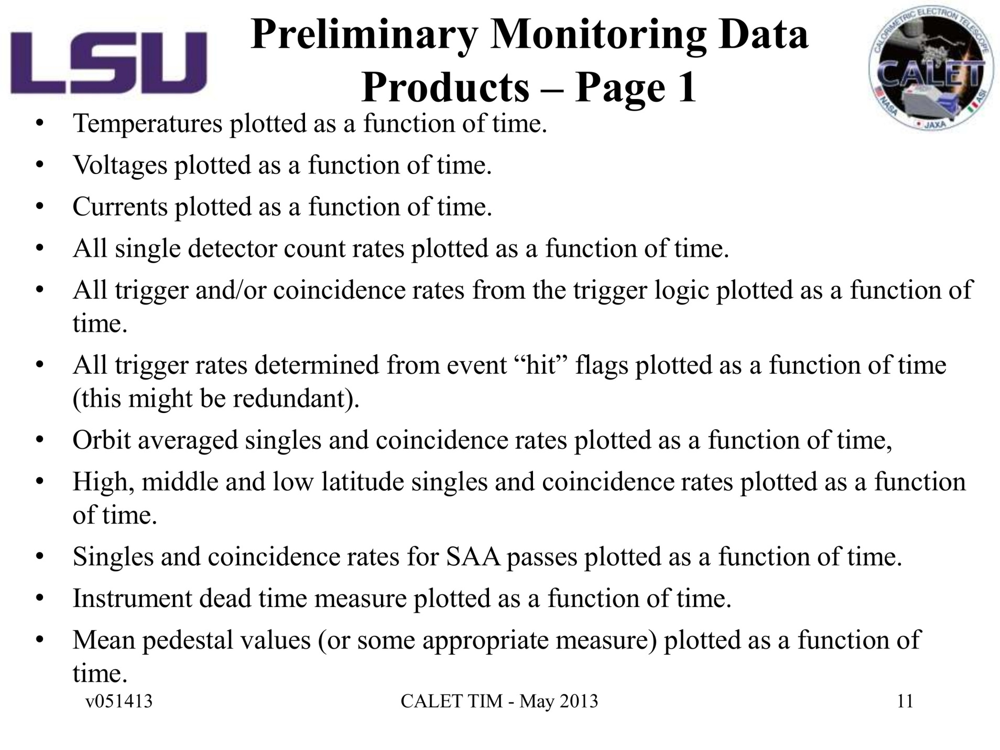 LSU
Preliminary Monitoring Data
Products – Page 1
CALORIMETRIC ELECTRON TELESCOPE
CALET
NASA
JAXA
ASI
• Temperatures plotted as a function of time.
• Voltages plotted as a function of time.
• Currents plotted as a function of time.
• All single detector count rates plotted as a function of time.
• All trigger and/or coincidence rates from the trigger logic plotted as a function of
time.
• All trigger rates determined from event “hit” flags plotted as a function of time
(this might be redundant).
• Orbit averaged singles and coincidence rates plotted as a function of time,
• High, middle and low latitude singles and coincidence rates plotted as a function
of time.
• Singles and coincidence rates for SAA passes plotted as a function of time.
• Instrument dead time measure plotted as a function of time.
• Mean pedestal values (or some appropriate measure) plotted as a function of
time.
v051413
CALET TIM - May 2013
11